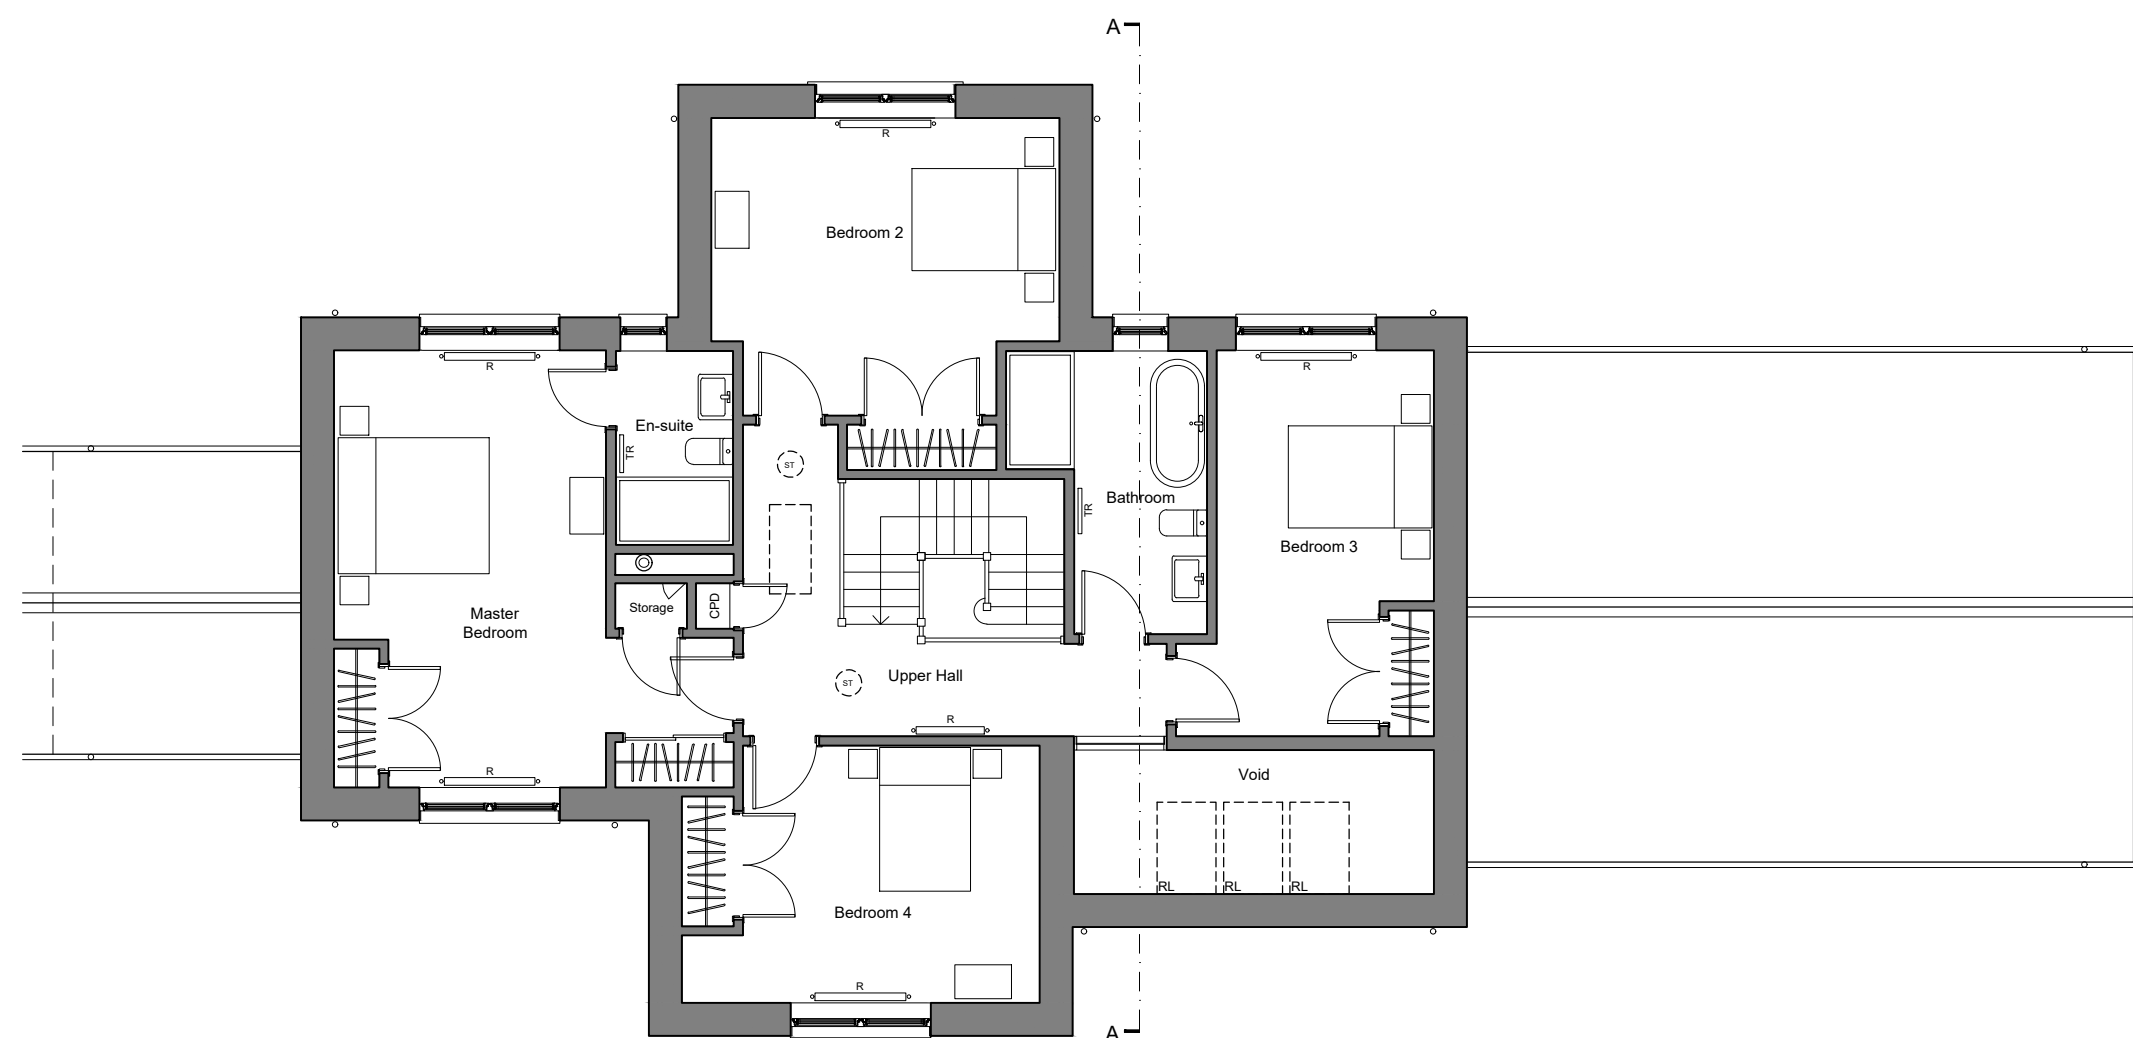 A
R
Bedroom 2
R
R
En-suite
TR
ST
Bathroom
TR
Bedroom 3
Storage
CPD
Master
Bedroom
Upper Hall
ST
R
R
Void
RL
RL
RL
Bedroom 4
R
A